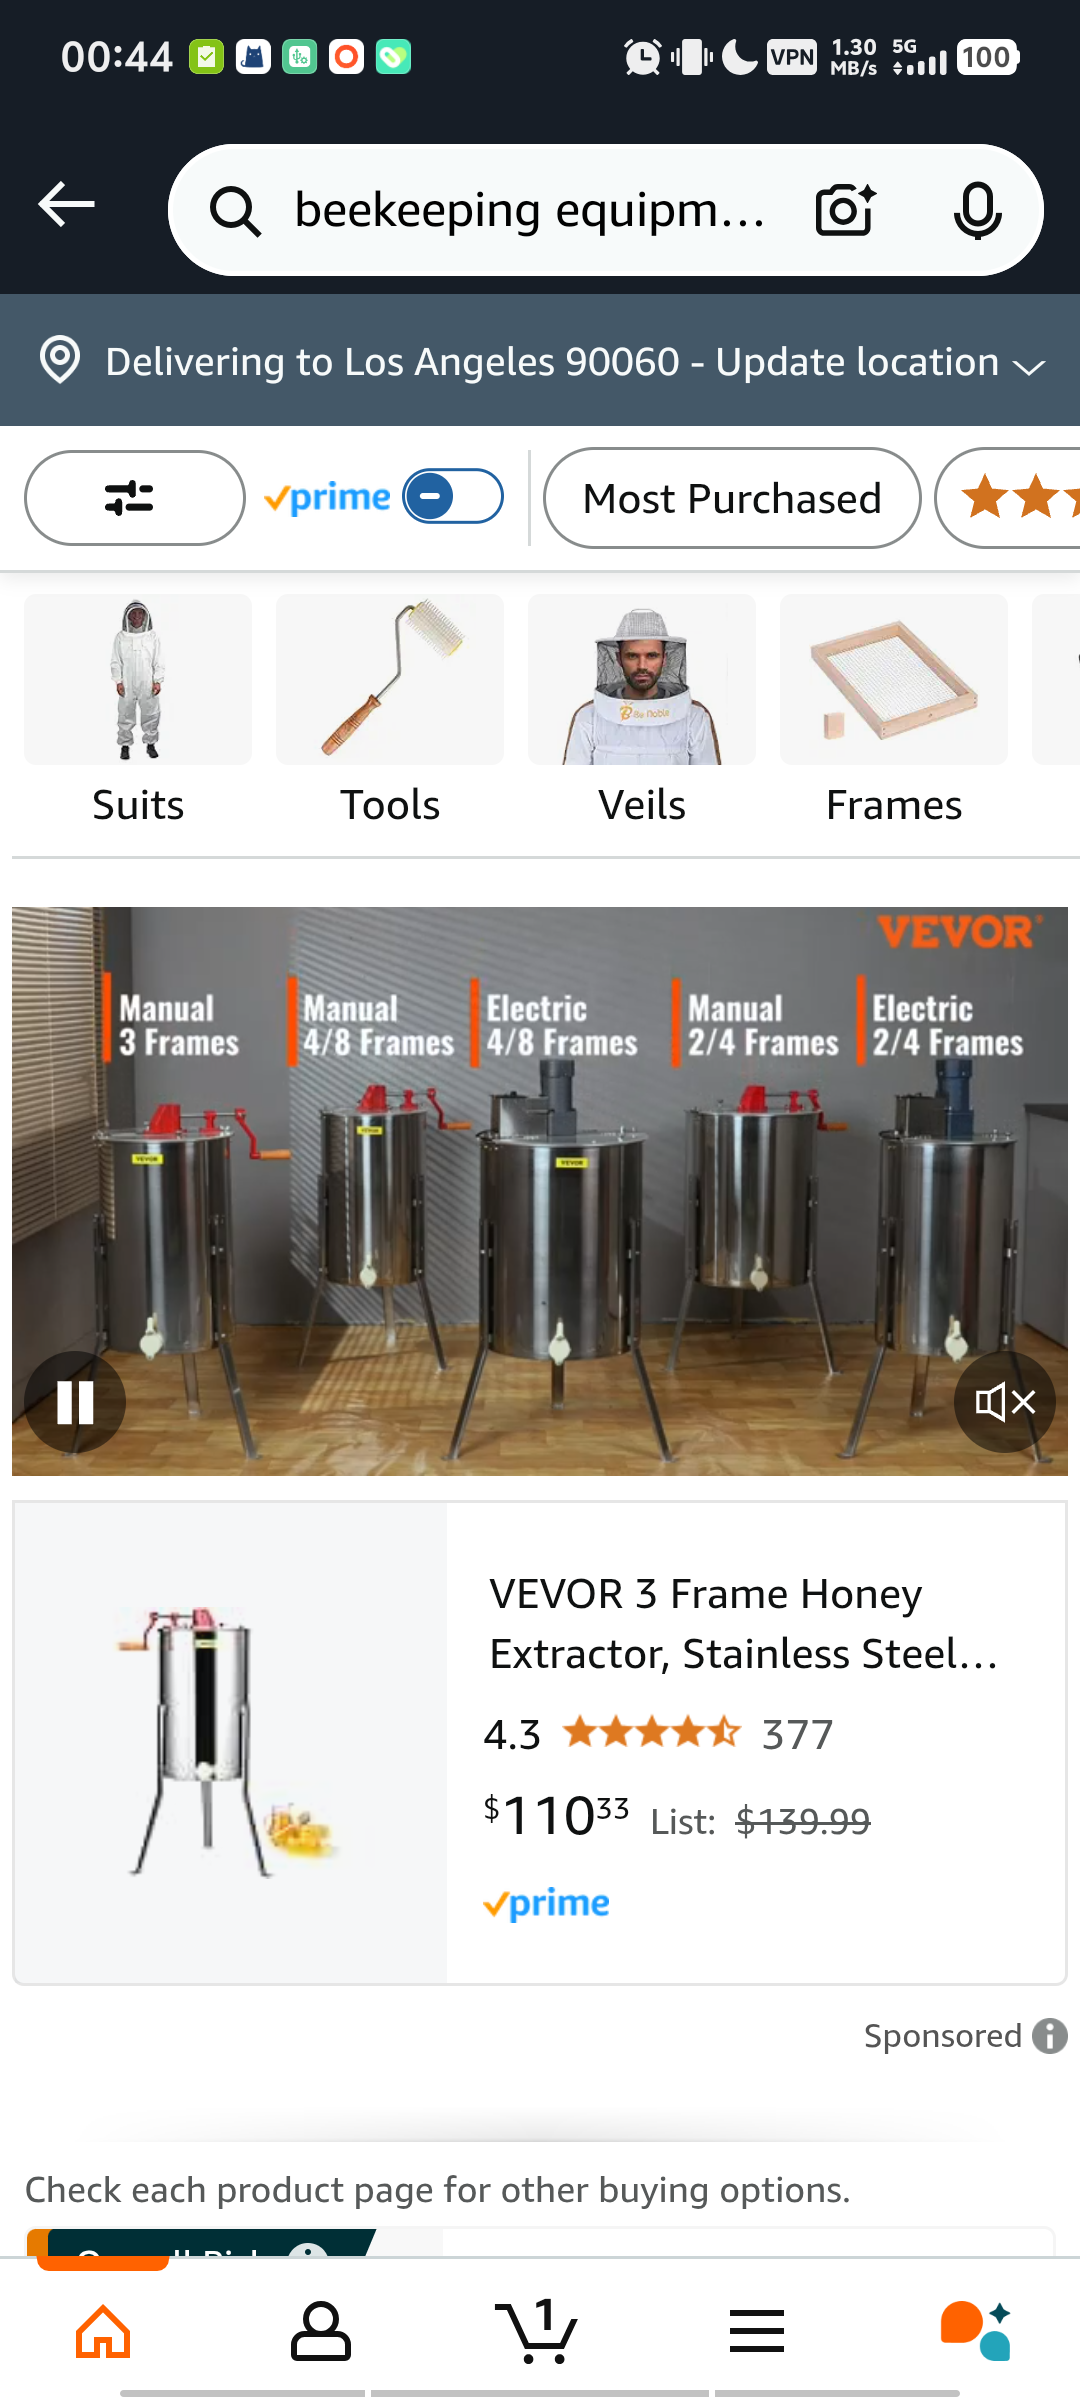 00:44
VPN
1.30 MB/s
5G
100
beekeeping equipm...
Delivering to Los Angeles 90060 - Update location
prime
Most Purchased
Suits
Tools
Veils
Frames
VEVOR
Manual
3 Frames
Manual
4/8 Frames
Electric
4/8 Frames
Manual
2/4 Frames
Electric
2/4 Frames
VEVOR 3 Frame Honey
Extractor, Stainless Steel...
4.3 377
$11033 List: $139.99
prime
Sponsored
Check each product page for other buying options.
1